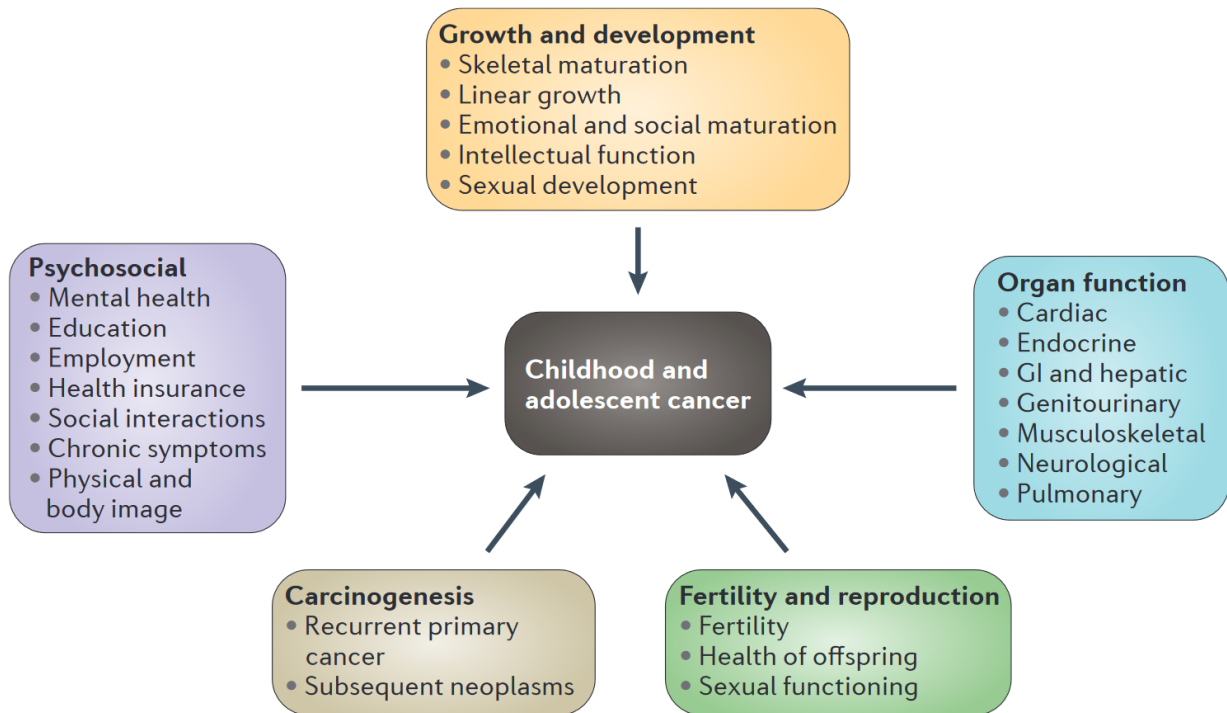 Growth and development
• Skeletal maturation
• Linear growth
• Emotional and social maturation
• Intellectual function
• Sexual development
Psychosocial
• Mental health
• Education
• Employment
• Health insurance
• Social interactions
• Chronic symptoms
• Physical and
body image
Childhood and
adolescent cancer
Organ function
• Cardiac
• Endocrine
• GI and hepatic
• Genitourinary
• Musculoskeletal
• Neurological
• Pulmonary
Carcinogenesis
• Recurrent primary
cancer
• Subsequent neoplasms
Fertility and reproduction
• Fertility
• Health of offspring
• Sexual functioning